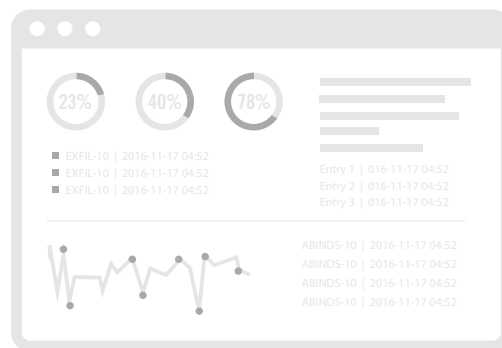 23% 40% 78%
EXFIL-10 | 2016-11-17 04:52
EXFIL-10 | 2016-11-17 04:52
EXFIL-10 | 2016-11-17 04:52
Entry 1 | 016-11-17 04:52
Entry 2 | 016-11-17 04:52
Entry 3 | 016-11-17 04:52
ABINDS-10 | 2016-11-17 04:52
ABINDS-10 | 2016-11-17 04:52
ABINDS-10 | 2016-11-17 04:52
ABINDS-10 | 2016-11-17 04:52